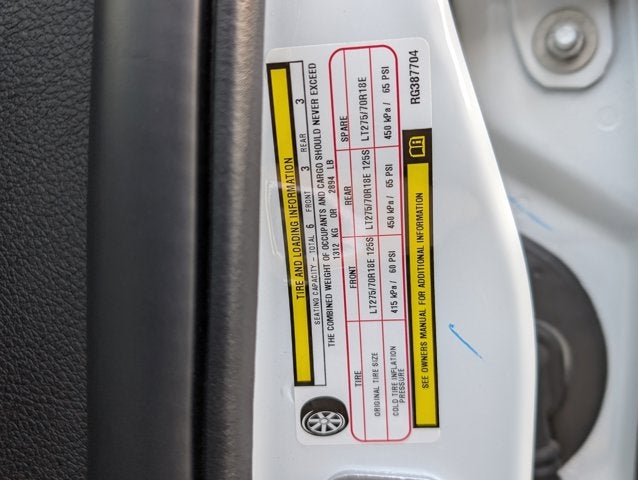 TIRE AND LOADING INFORMATION
SEATING CAPACITY - TOTAL 6 FRONT 3 REAR 3
THE COMBINED WEIGHT OF OCCUPANTS AND CARGO SHOULD NEVER EXCEED
1312 KG OR 2894 LB
TIRE FRONT REAR SPARE
ORIGINAL TIRE SIZE LT275/70R18E 125S LT275/70R18E 125S LT275/70R18E
COLD TIRE INFLATION PRESSURE 415 kPa / 60 PSI 450 kPa / 65 PSI 450 kPa / 65 PSI
SEE OWNERS MANUAL FOR ADDITIONAL INFORMATION
RG387704